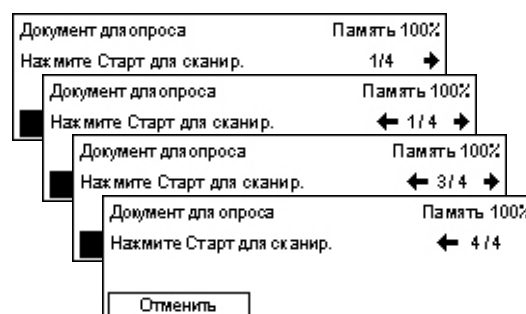 Документ для опроса Память 100%
Нажмите Старт для сканир. 1/4 →
Документ для опроса Память 100%
Нажмите Старт для сканир. ← 1/4 →
Документ для опроса Память 100%
Нажмите Старт для сканир. ← 3/4 →
Документ для опроса Память 100%
Нажмите Старт для сканир. ← 4/4
Отменить